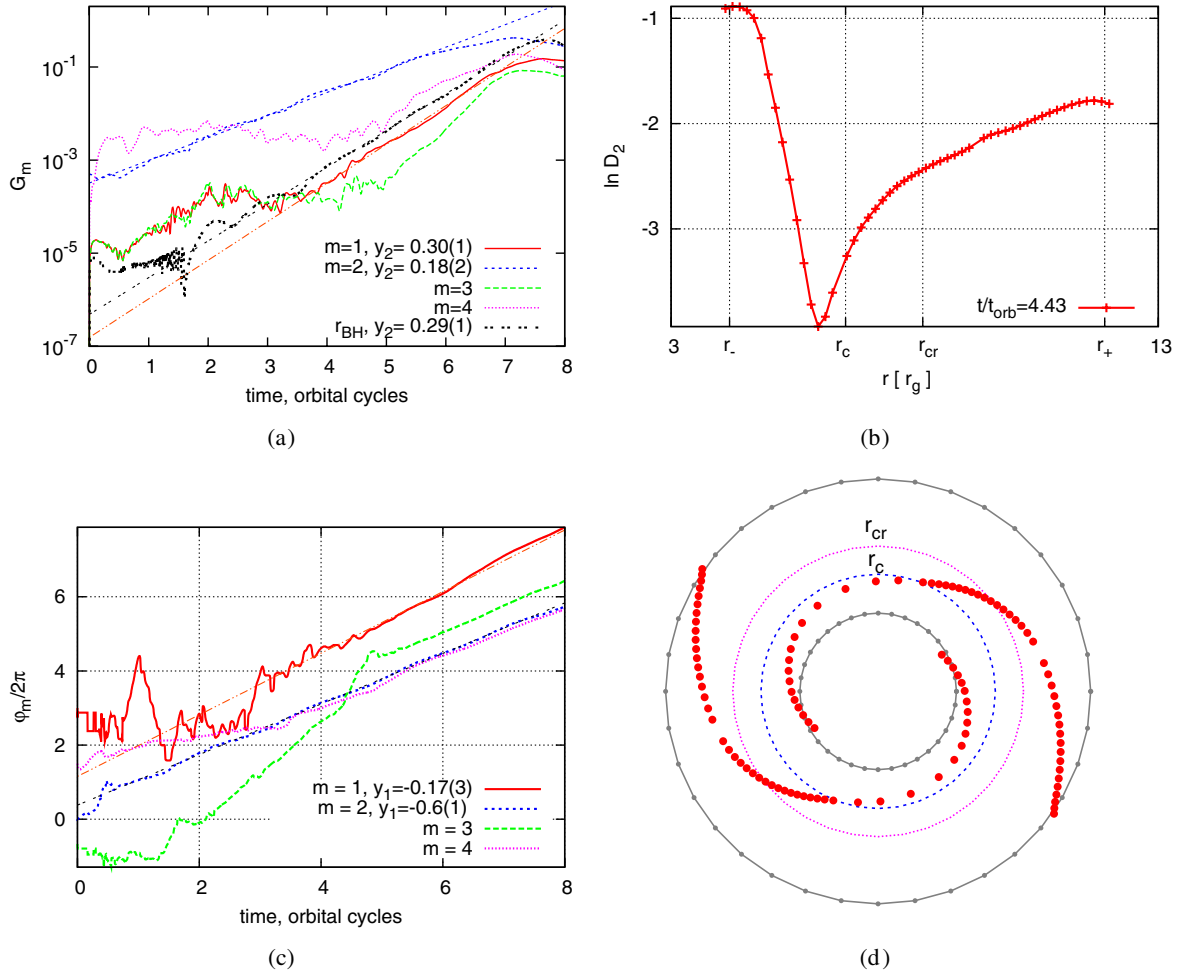 10^-1
10^-3
10^-5
10^-7
G_m
m=1, y_2= 0.30(1)
m=2, y_2= 0.18(2)
m=3
m=4
r_BH, y_2= 0.29(1)
0 1 2 3 4 5 6 7 8
time, orbital cycles
(a)
-1
-2
-3
ln D_2
t/t_orb=4.43
3 r_- r_c r_cr r_+ 13
r [ r_g ]
(b)
6
4
2
0
φ_m/2π
m = 1, y_1=-0.17(3)
m = 2, y_1=-0.6(1)
m = 3
m = 4
0 2 4 6 8
time, orbital cycles
(c)
r_cr
r_c
(d)